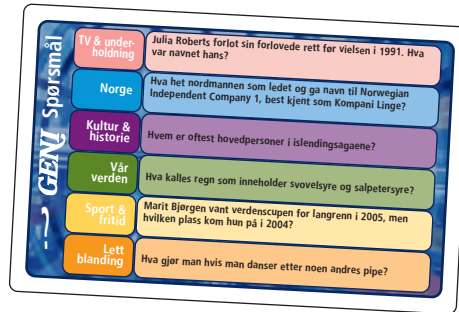 GENI Spørsmål
TV & under-
holdning
Julia Roberts forlot sin forlovede rett før vielsen i 1991. Hva
var navnet hans?
Norge
Hva het nordmannen som ledet og ga navn til Norwegian
Independent Company 1, best kjent som Kompani Linge?
Kultur &
historie
Hvem er oftest hovedpersoner i islendingsagaene?
Vår
verden
Hva kalles regn som inneholder svovelsyre og salpetersyre?
Sport &
fritid
Marit Bjørgen vant verdenscupen for langrenn i 2005, men
hvilken plass kom hun på i 2004?
Lett
blanding
Hva gjør man hvis man danser etter noen andres pipe?